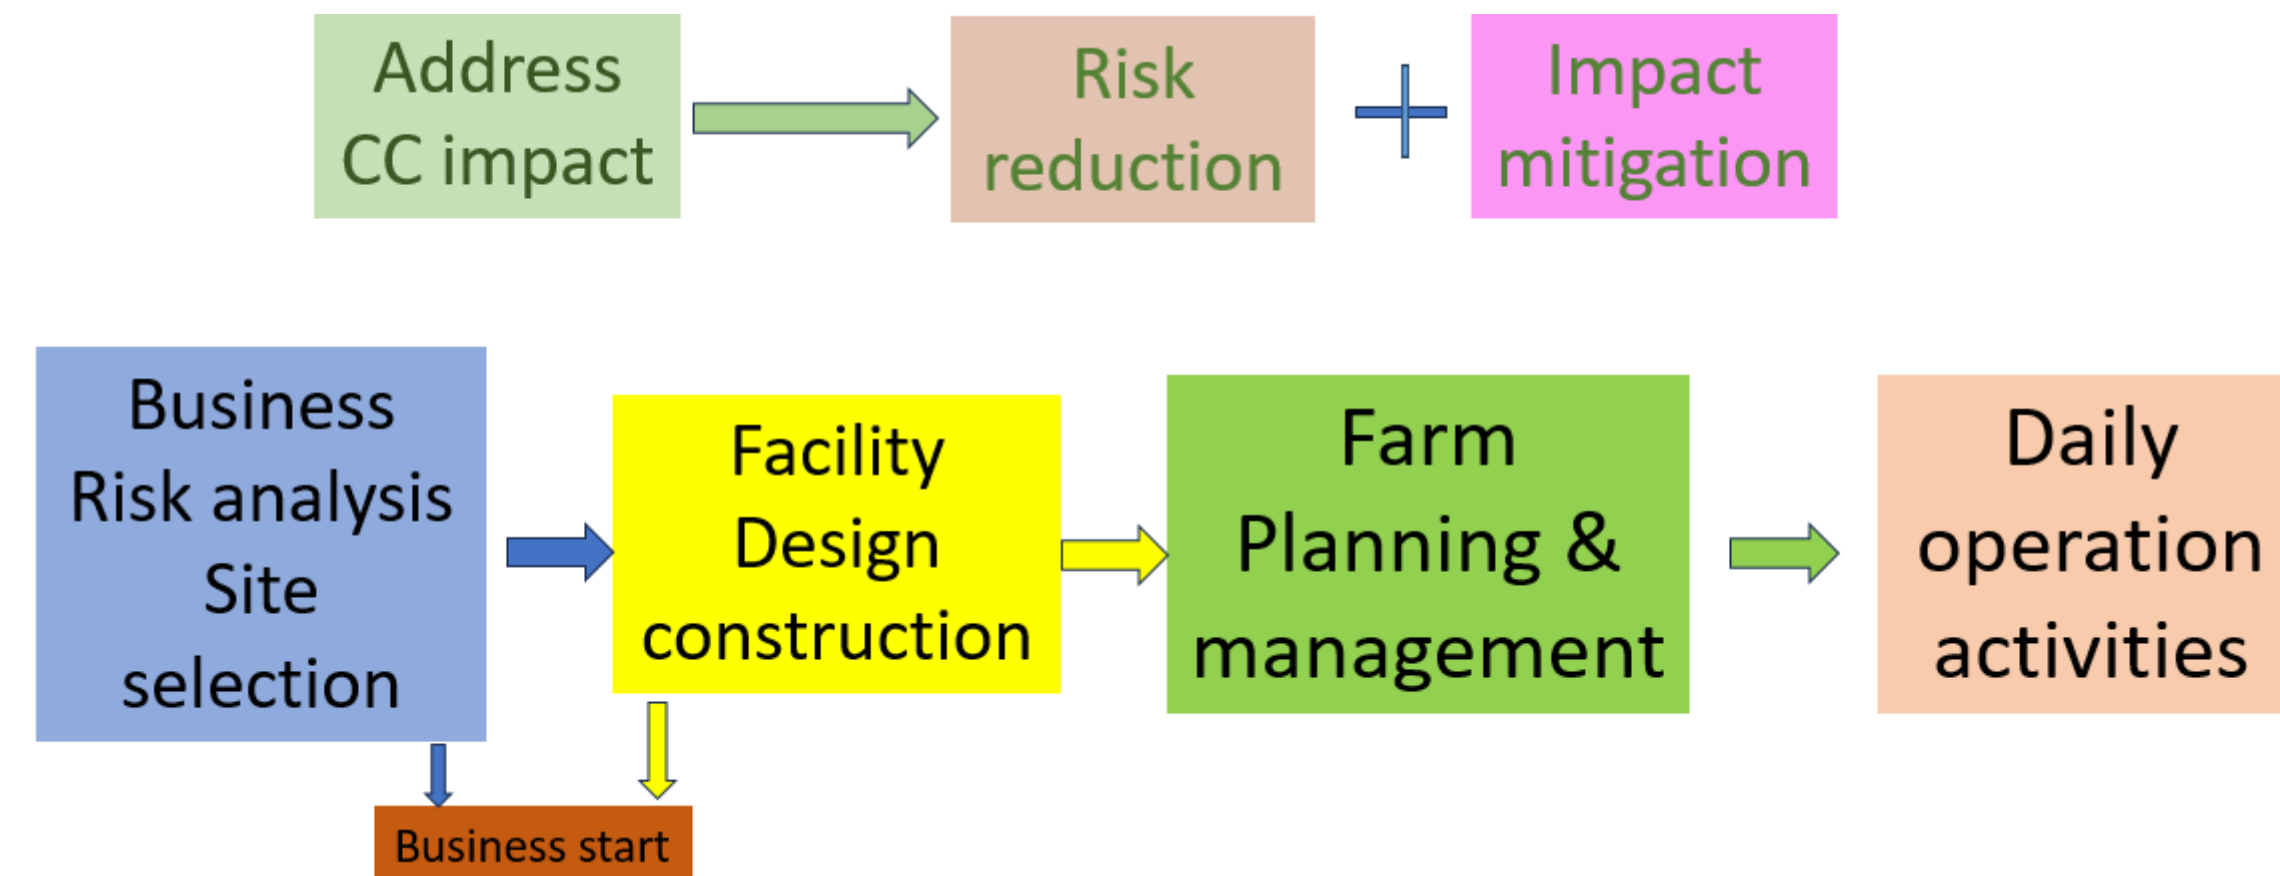 Address
CC impact
Risk
reduction
Impact
mitigation
Business
Risk analysis
Site
selection
Facility
Design
construction
Farm
Planning &
management
Daily
operation
activities
Business start